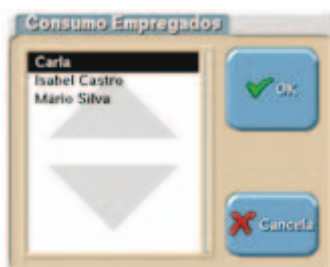 Consumo Empregados
Carla
Isabel Castro
Mário Silva
OK
Cancela